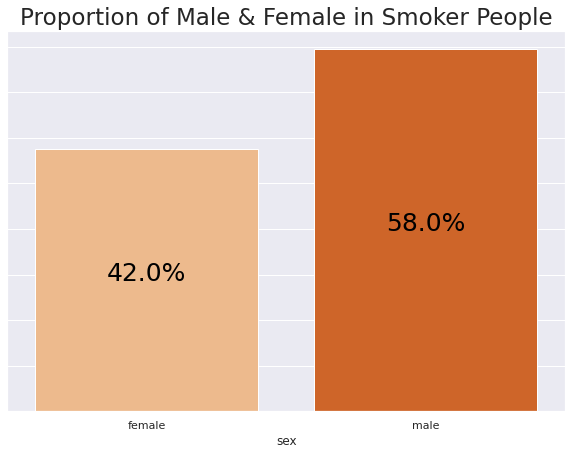 Proportion of Male & Female in Smoker People
58.0%
42.0%
female
male
sex